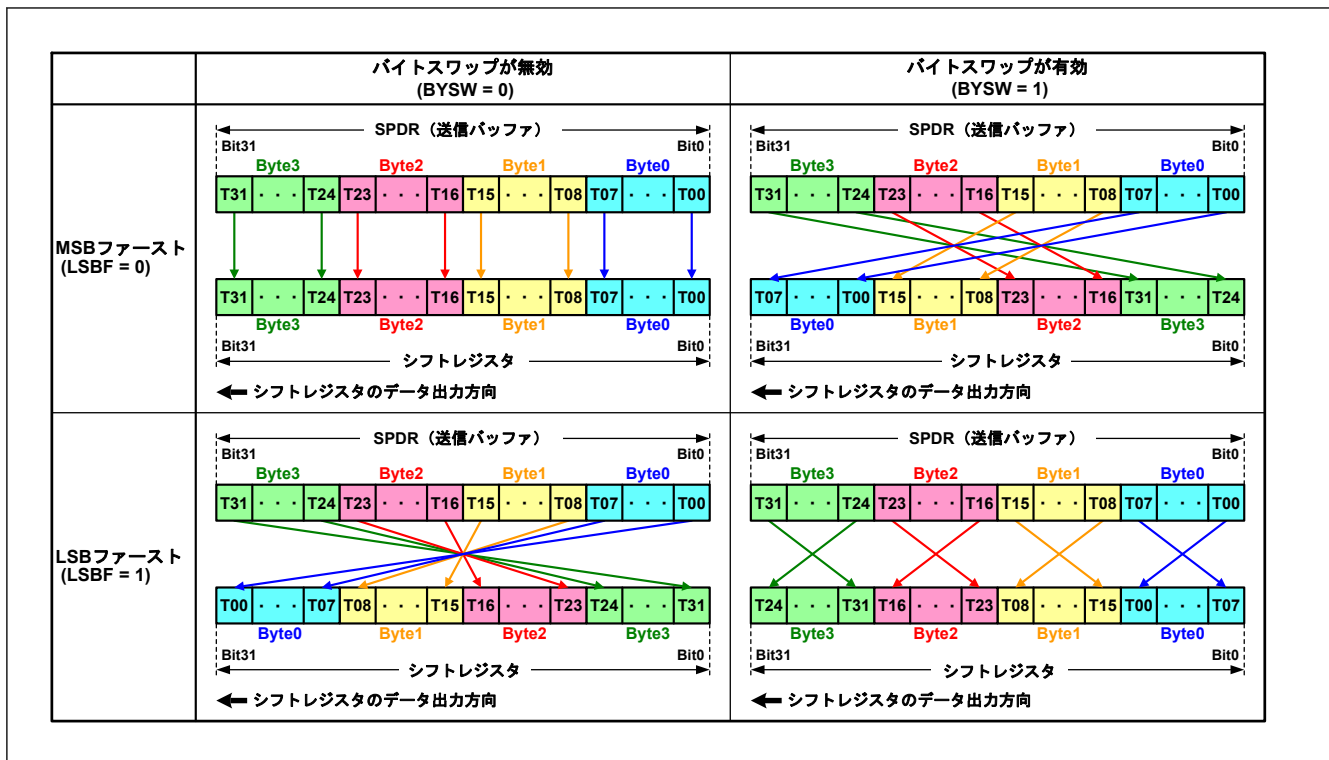 バイトスワップが無効
(BYSW = 0)
バイトスワップが有効
(BYSW = 1)
MSBファースト
(LSBF = 0)
SPDR（送信バッファ）
Bit31 Bit0
Byte3 Byte2 Byte1 Byte0
T31 ・・・ T24 T23 ・・・ T16 T15 ・・・ T08 T07 ・・・ T00
T31 ・・・ T24 T23 ・・・ T16 T15 ・・・ T08 T07 ・・・ T00
Byte3 Byte2 Byte1 Byte0
Bit31 Bit0
シフトレジスタ
シフトレジスタのデータ出力方向
SPDR（送信バッファ）
Bit31 Bit0
Byte3 Byte2 Byte1 Byte0
T31 ・・・ T24 T23 ・・・ T16 T15 ・・・ T08 T07 ・・・ T00
T07 ・・・ T00 T15 ・・・ T08 T23 ・・・ T16 T31 ・・・ T24
Byte0 Byte1 Byte2 Byte3
Bit31 Bit0
シフトレジスタ
シフトレジスタのデータ出力方向
LSBファースト
(LSBF = 1)
SPDR（送信バッファ）
Bit31 Bit0
Byte3 Byte2 Byte1 Byte0
T31 ・・・ T24 T23 ・・・ T16 T15 ・・・ T08 T07 ・・・ T00
T00 ・・・ T07 T08 ・・・ T15 T16 ・・・ T23 T24 ・・・ T31
Byte0 Byte1 Byte2 Byte3
Bit31 Bit0
シフトレジスタ
シフトレジスタのデータ出力方向
SPDR（送信バッファ）
Bit31 Bit0
Byte3 Byte2 Byte1 Byte0
T31 ・・・ T24 T23 ・・・ T16 T15 ・・・ T08 T07 ・・・ T00
T24 ・・・ T31 T16 ・・・ T23 T08 ・・・ T15 T00 ・・・ T07
Byte3 Byte2 Byte1 Byte0
Bit31 Bit0
シフトレジスタ
シフトレジスタのデータ出力方向